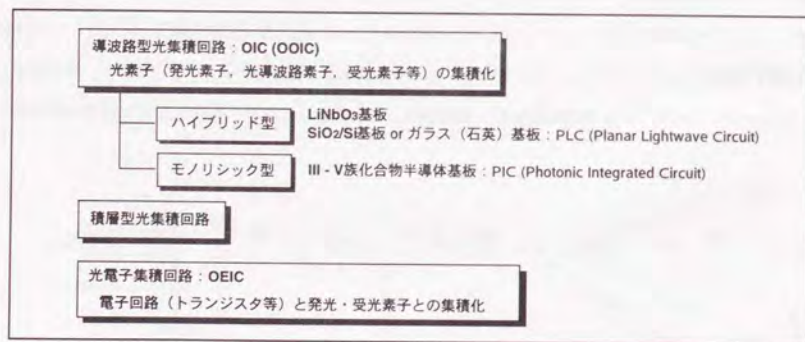 導波路型光集積回路：OIC (OOIC)
光素子（発光素子，光導波路素子，受光素子等）の集積化
ハイブリッド型
LiNbO3基板
SiO2/Si基板 or ガラス（石英）基板：PLC (Planar Lightwave Circuit)
モノリシック型
III - V族化合物半導体基板：PIC (Photonic Integrated Circuit)
積層型光集積回路
光電子集積回路：OEIC
電子回路（トランジスタ等）と発光・受光素子との集積化